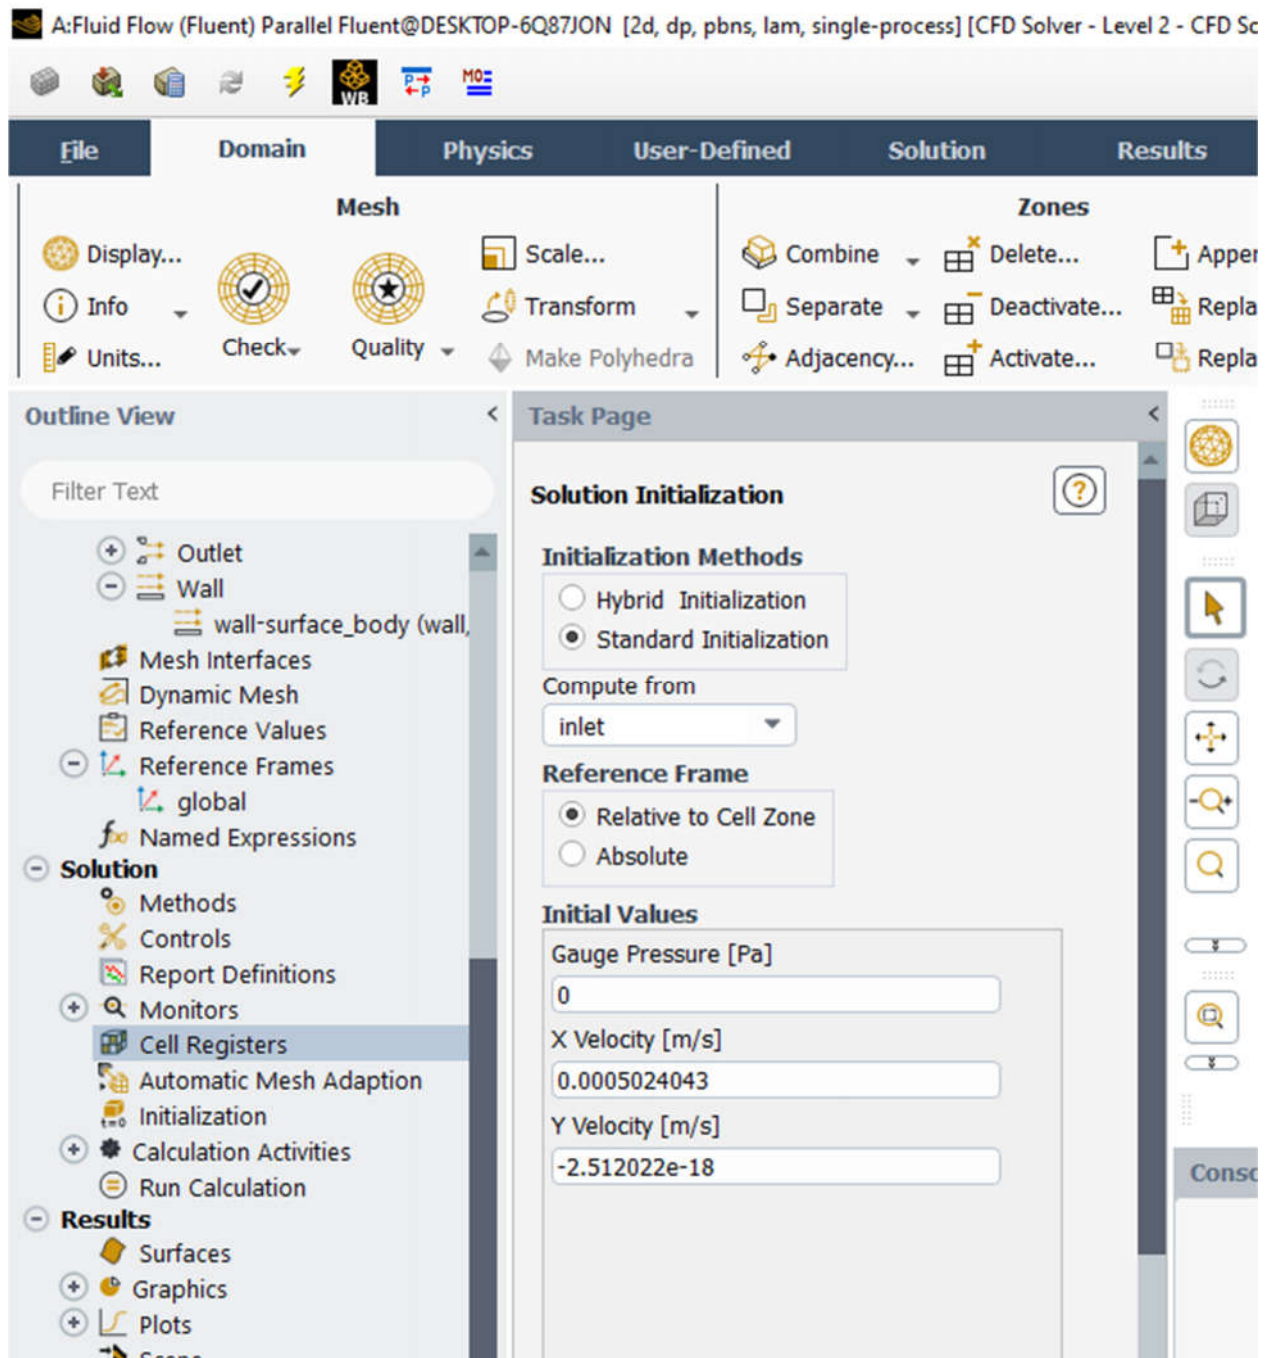 A:Fluid Flow (Fluent) Parallel Fluent@DESKTOP-6Q87JON [2d, dp, pbns, lam, single-process] [CFD Solver - Level 2 - CFD Sc
WB
MO
File Domain Physics User-Defined Solution Results
Mesh Zones
Display... Scale... Combine Delete... Apper
Info Transform Separate Deactivate... Repla
Units... Check Quality Make Polyhedra Adjacency... Activate... Repla
Outline View
Filter Text
Outlet
Wall
wall-surface_body (wall,
Mesh Interfaces
Dynamic Mesh
Reference Values
Reference Frames
global
Named Expressions
Solution
Methods
Controls
Report Definitions
Monitors
Cell Registers
Automatic Mesh Adaption
Initialization
Calculation Activities
Run Calculation
Results
Surfaces
Graphics
Plots
Task Page
Solution Initialization
Initialization Methods
Hybrid Initialization
Standard Initialization
Compute from
inlet
Reference Frame
Relative to Cell Zone
Absolute
Initial Values
Gauge Pressure [Pa]
0
X Velocity [m/s]
0.0005024043
Y Velocity [m/s]
-2.512022e-18
Consc